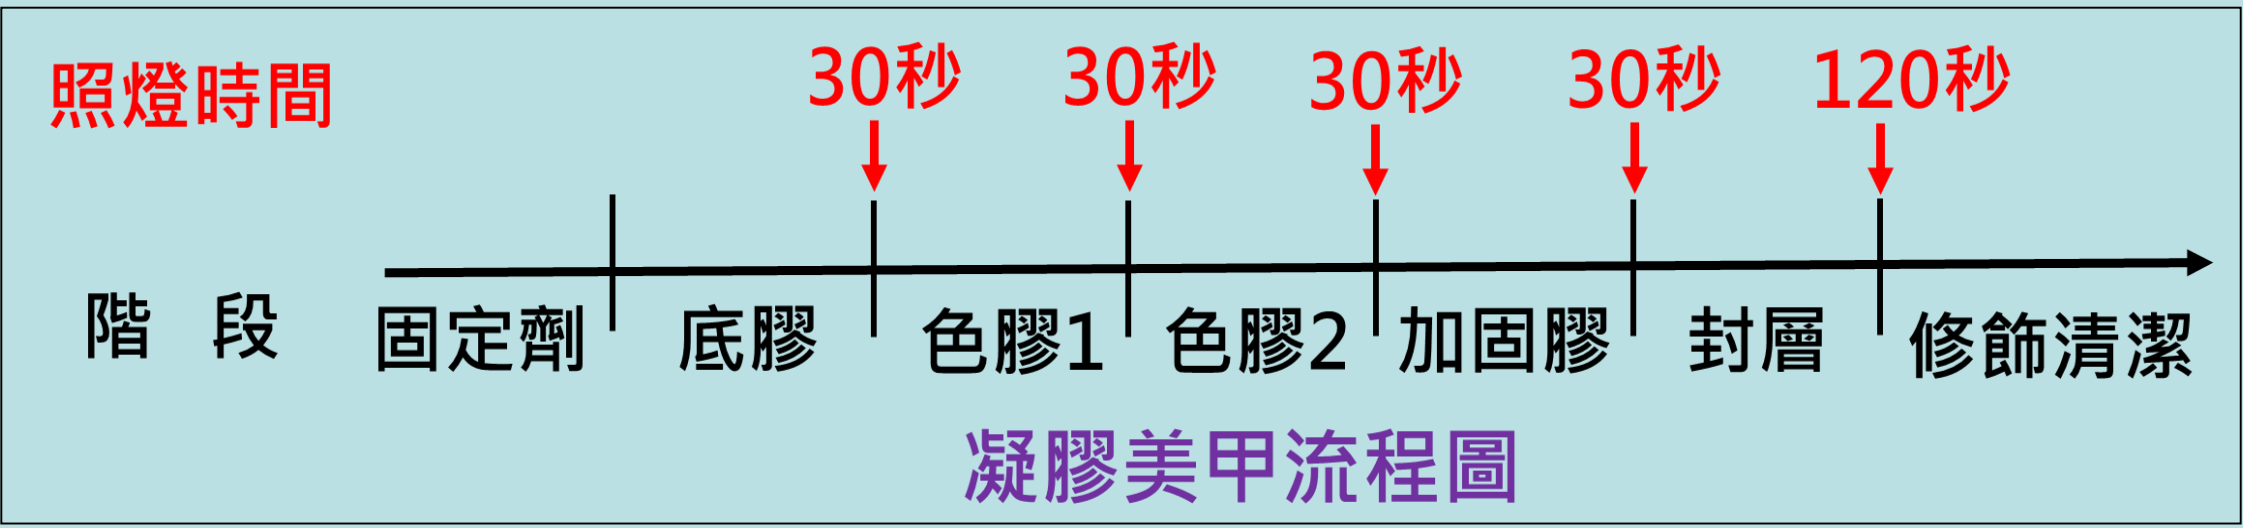 照燈時間 30秒 30秒 30秒 30秒 120秒
階 段 固定劑 底膠 色膠1 色膠2 加固膠 封層 修飾清潔
凝膠美甲流程圖